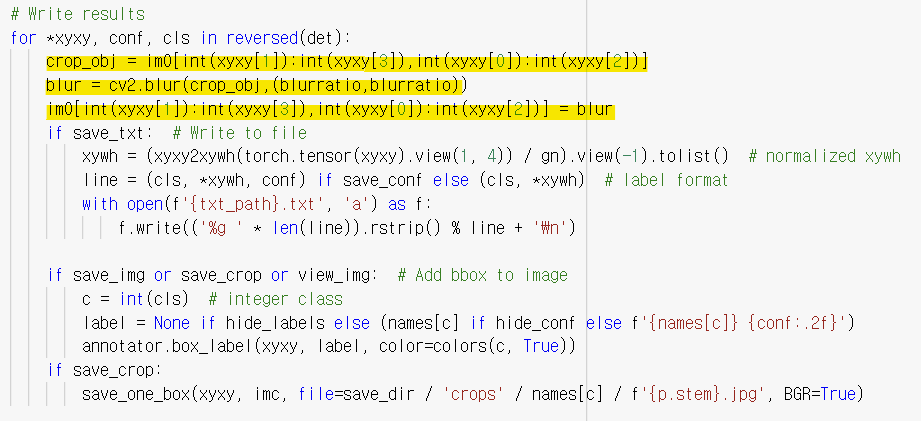 # Write results
for *xyxy, conf, cls in reversed(det):
crop_obj = im0[int(xyxy[1]):int(xyxy[3]),int(xyxy[0]):int(xyxy[2])]
blur = cv2.blur(crop_obj,(blurratio,blurratio))
im0[int(xyxy[1]):int(xyxy[3]),int(xyxy[0]):int(xyxy[2])] = blur
if save_txt:  # Write to file
xywh = (xyxy2xywh(torch.tensor(xyxy).view(1, 4)) / gn).view(-1).tolist()  # normalized xywh
line = (cls, *xywh, conf) if save_conf else (cls, *xywh)  # label format
with open(f'{txt_path}.txt', 'a') as f:
f.write(('%g ' * len(line)).rstrip() % line + '₩n')
if save_img or save_crop or view_img:  # Add bbox to image
c = int(cls)  # integer class
label = None if hide_labels else (names[c] if hide_conf else f'{names[c]} {conf:.2f}')
annotator.box_label(xyxy, label, color=colors(c, True))
if save_crop:
save_one_box(xyxy, imc, file=save_dir / 'crops' / names[c] / f'{p.stem}.jpg', BGR=True)